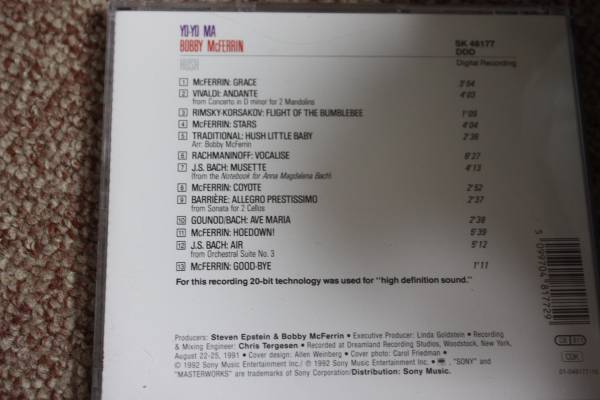 YO-YO MA
BOBBY McFERRIN
HUSH
SK 48177
DDD
Digital Recording
1 McFERRIN: GRACE 3'54
2 VIVALDI: ANDANTE 4'03
from Concerto in D minor for 2 Mandolins
3 RIMSKY-KORSAKOV: FLIGHT OF THE BUMBLEBEE 1'09
4 McFERRIN: STARS 4'04
5 TRADITIONAL: HUSH LITTLE BABY 2'36
Arr. Bobby McFerrin
6 RACHMANINOFF: VOCALISE 6'27
7 J.S. BACH: MUSETTE 4'13
(from the Notebook for Anna Magdalena Bach)
8 McFERRIN: COYOTE 2'52
9 BARRIÈRE: ALLEGRO PRESTISSIMO 2'37
from Sonata for 2 Cellos
10 GOUNOD/BACH: AVE MARIA 2'38
11 McFERRIN: HOEDOWN! 5'39
12 J.S. BACH: AIR 5'12
from Orchestral Suite No. 3
13 McFERRIN: GOOD-BYE 1'11
For this recording 20-bit technology was used for "high definition sound."
5 099704 817729
Producers: Steven Epstein & Bobby McFerrin • Executive Producer: Linda Goldstein • Recording
& Mixing Engineer: Chris Tergesen • Recorded at Dreamland Recording Studios, Woodstock, New York,
August 22-25, 1991 • Cover design: Allen Weinberg • Cover photo: Carol Friedman •
© 1992 Sony Music Entertainment Inc./ ℗ 1992 Sony Music Entertainment Inc. • , "SONY" and
"MASTERWORKS" are trademarks of Sony Corporation/Distribution: Sony Music.